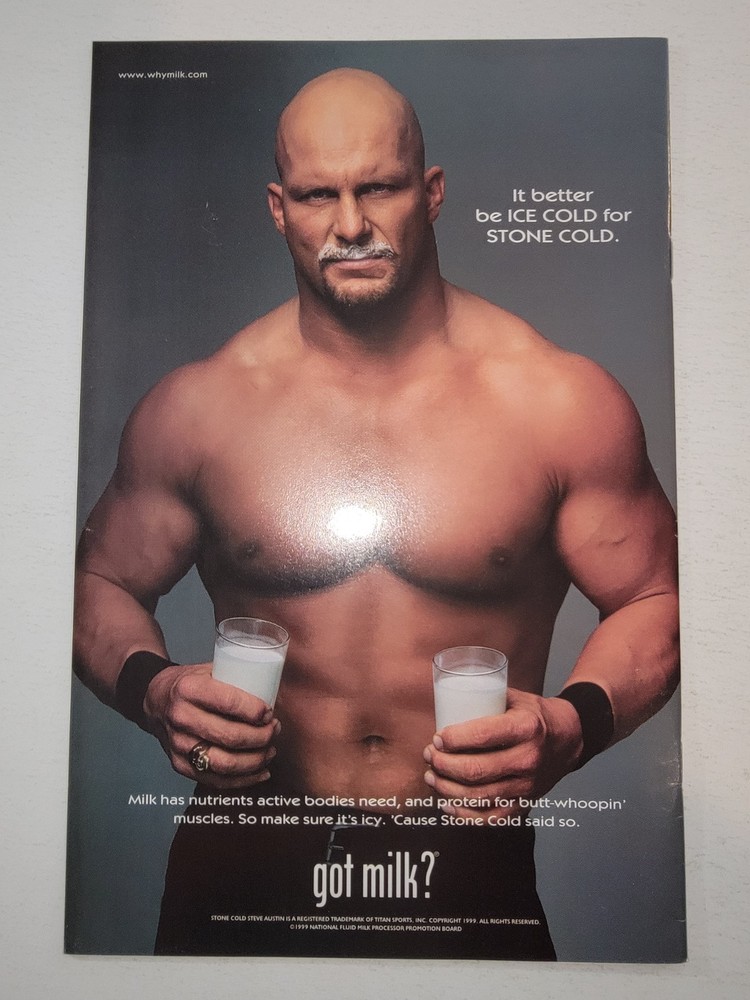 www.whymilk.com
It better
be ICE COLD for
STONE COLD.
Milk has nutrients active bodies need, and protein for butt-whoopin'
muscles. So make sure it's icy. 'Cause Stone Cold said so.
got milk?®
STONE COLD STEVE AUSTIN IS A REGISTERED TRADEMARK OF TITAN SPORTS, INC. COPYRIGHT 1999. ALL RIGHTS RESERVED.
©1999 NATIONAL FLUID MILK PROCESSOR PROMOTION BOARD